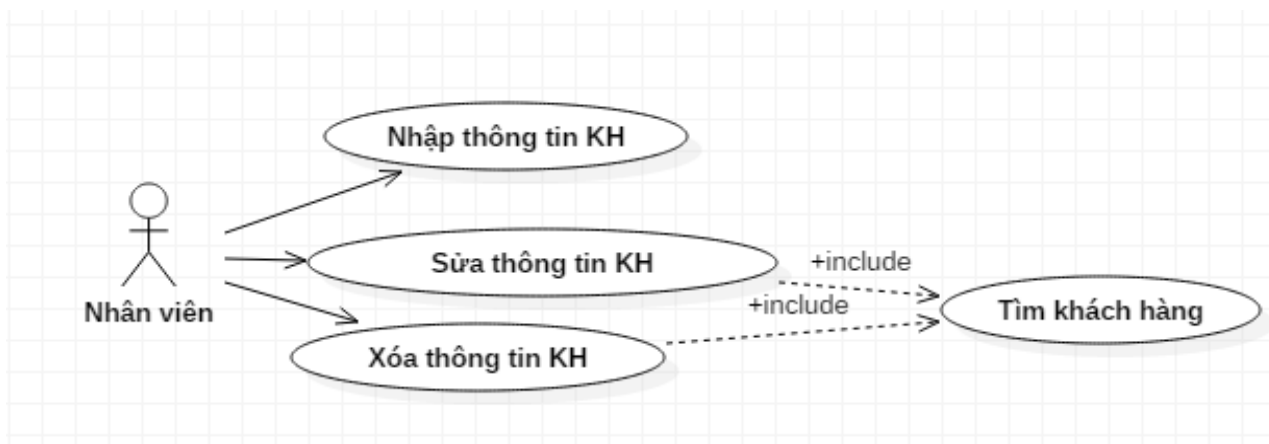 Nhập thông tin KH
Sửa thông tin KH
+include
+include
Tìm khách hàng
Nhân viên
Xóa thông tin KH